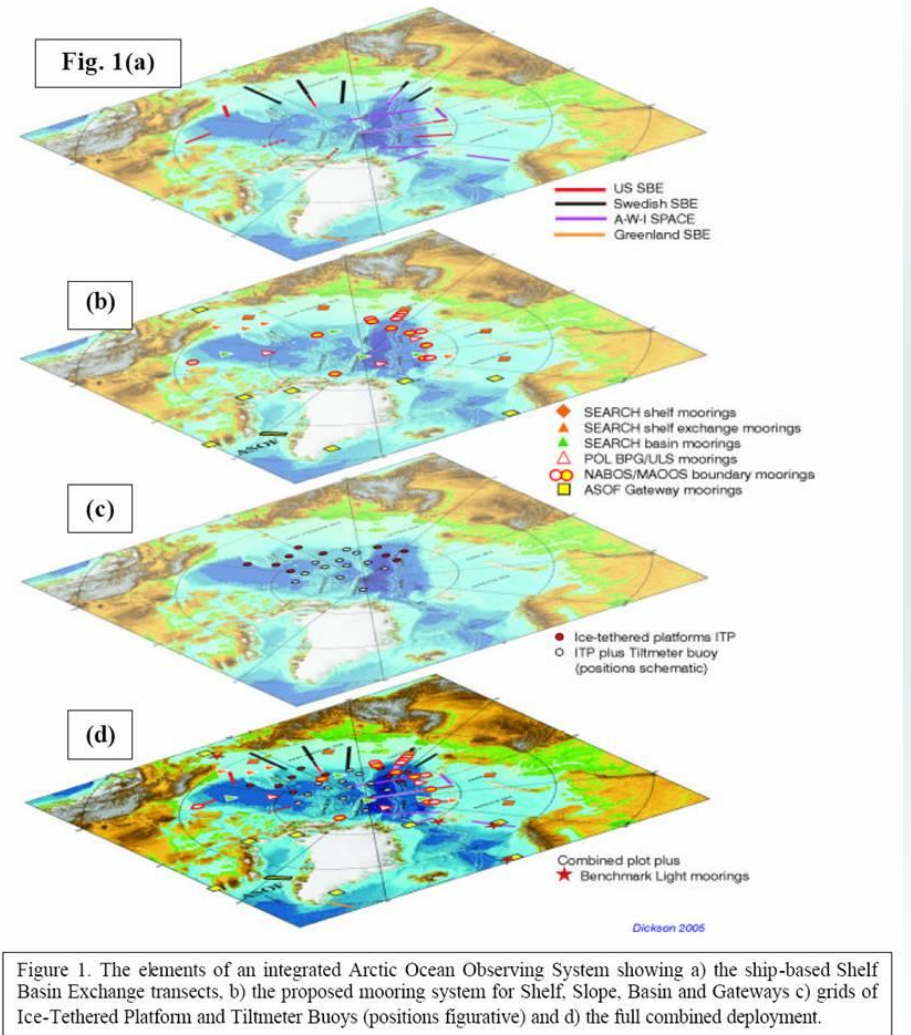 Fig. 1(a)
US SBE
Swedish SBE
A-W-I SPACE
Greenland SBE
(b)
ASOF
SEARCH shelf moorings
SEARCH shelf exchange moorings
SEARCH basin moorings
POL BPG/ULS moorings
NABOS/MAOOS boundary moorings
ASOF Gateway moorings
(c)
Ice-tethered platforms ITP
ITP plus Tiltmeter buoy
(positions schematic)
(d)
ASOF
Combined plot plus
Benchmark Light moorings
Dickson 2005
Figure 1. The elements of an integrated Arctic Ocean Observing System showing a) the ship-based Shelf
Basin Exchange transects, b) the proposed mooring system for Shelf, Slope, Basin and Gateways c) grids of
Ice-Tethered Platform and Tiltmeter Buoys (positions figurative) and d) the full combined deployment.